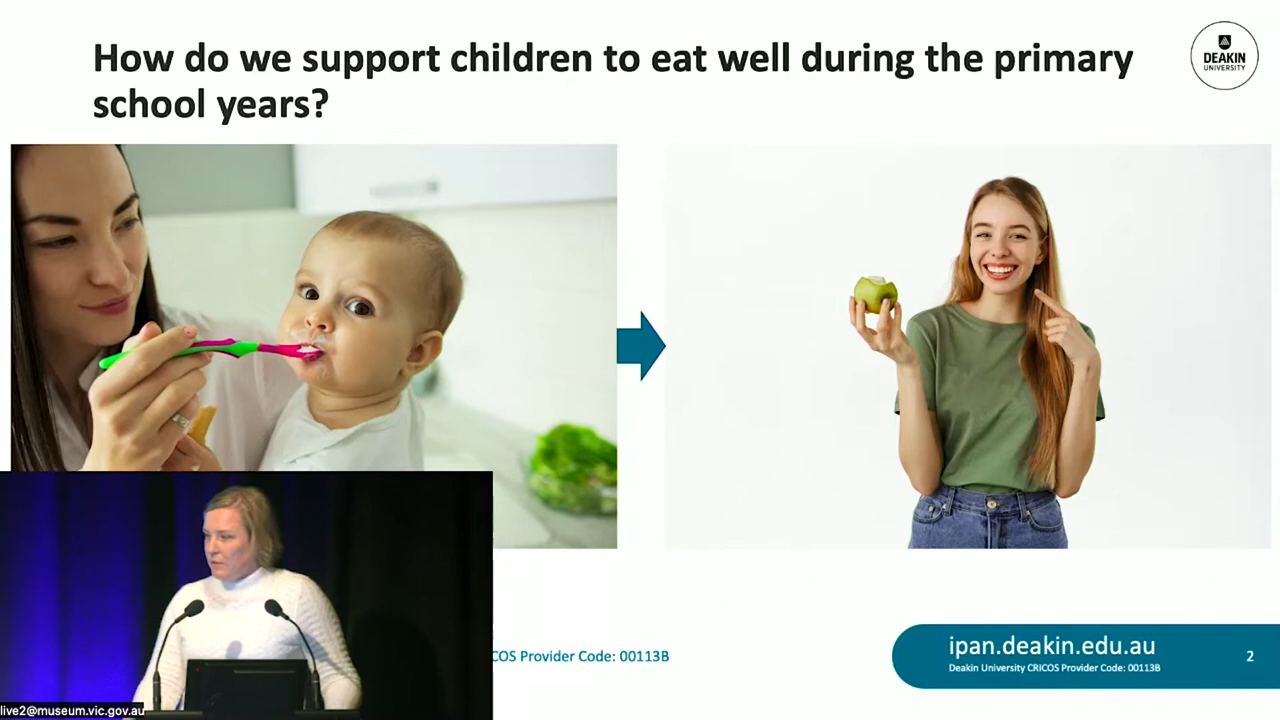 How do we support children to eat well during the primary
school years?
DEAKIN
UNIVERSITY
COS Provider Code: 00113B
ipan.deakin.edu.au
Deakin University CRICOS Provider Code: 00113B
2
live2@museum.vic.gov.au